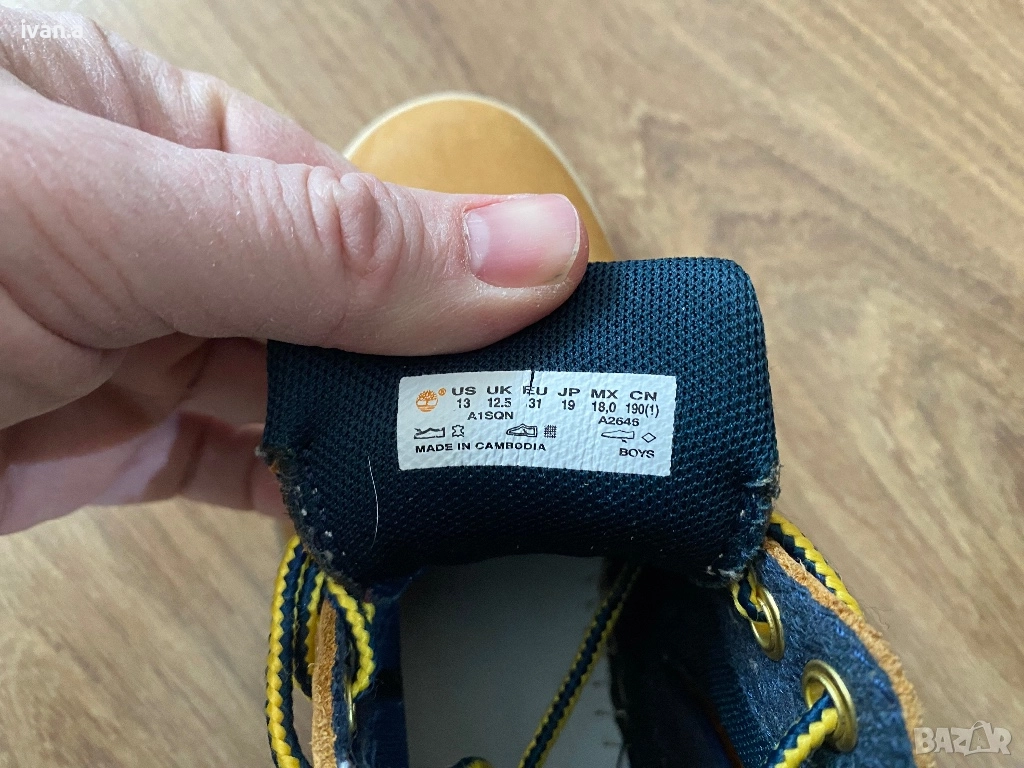 ivan.a
® US UK EU JP MX CN
13 12.5 31 19 18,0 190(1)
A1SQN A2646
MADE IN CAMBODIA BOYS
BAZAR